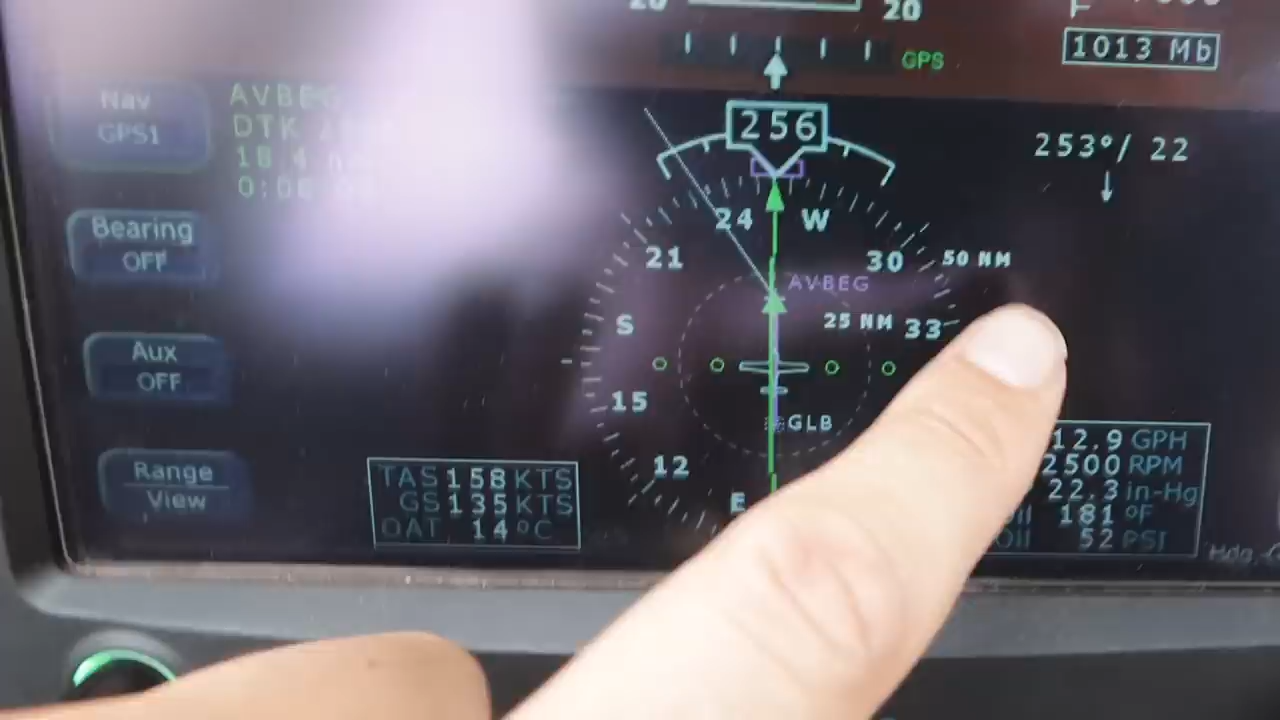 20 20
1013 Mb
GPS
Nav
GPS1
DTK
256
253°/ 22
Bearing
OFF
24 W
21 30
50 NM
AVBEG
S 25 NM 33
Aux
OFF
15
GLB
12
E
Range
View
TAS 158 KTS
GS 135 KTS
OAT 14 °C
12.9 GPH
2500 RPM
22.3 in-Hg
181 °F
52 PSI